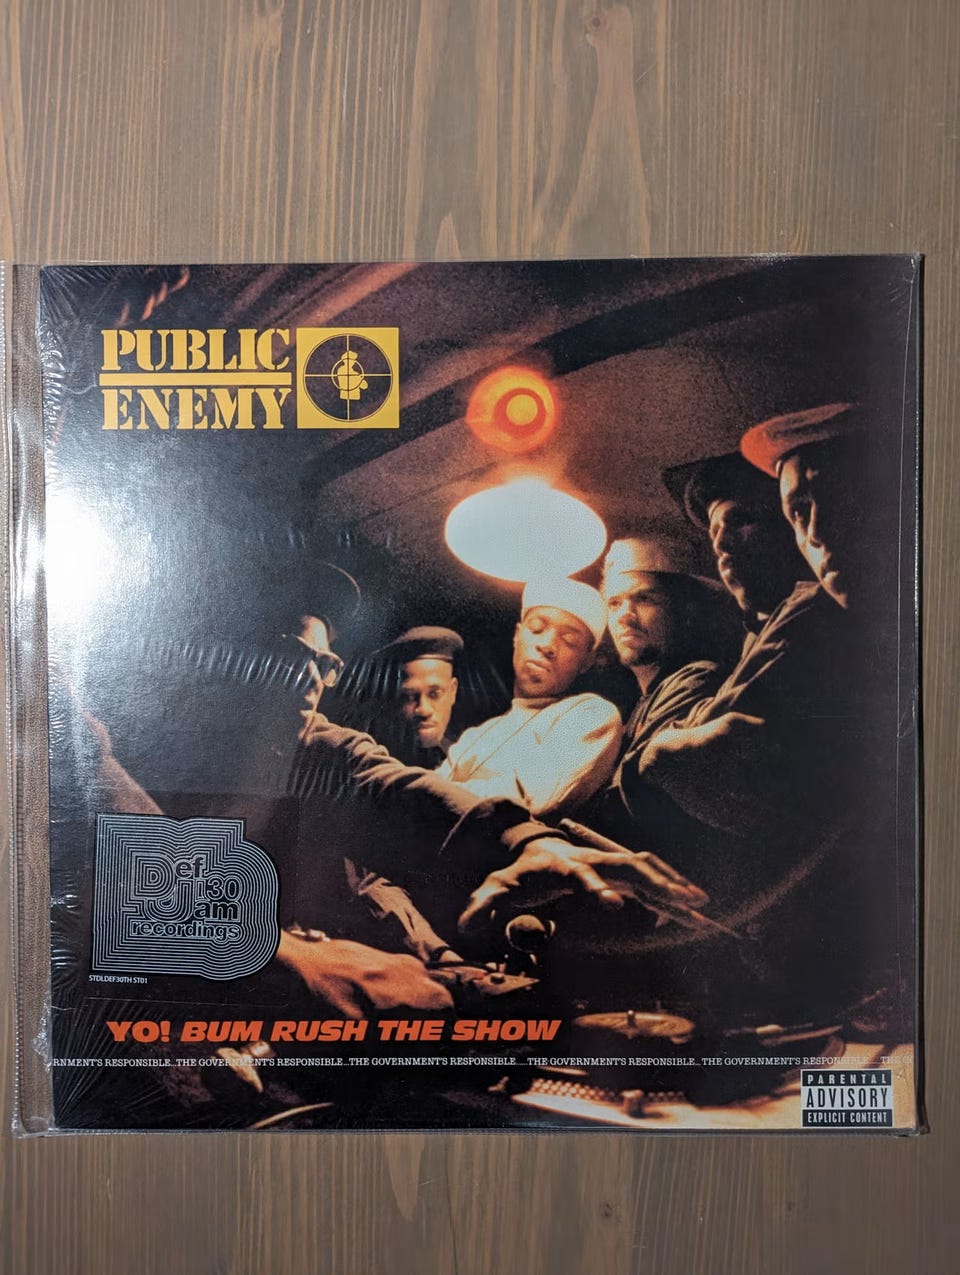 PUBLIC
ENEMY
Def
Jam 30
recordings
STDLDEF30TH ST01
YO! BUM RUSH THE SHOW
RNMENT'S RESPONSIBLE...THE GOVERNMENT'S RESPONSIBLE...THE GOVERNMENT'S RESPONSIBLE.....THE GOVERNMENT'S RESPONSIBLE...THE GOVERNMENT'S RESPONSIBLE....THE
PARENTAL
ADVISORY
EXPLICIT CONTENT